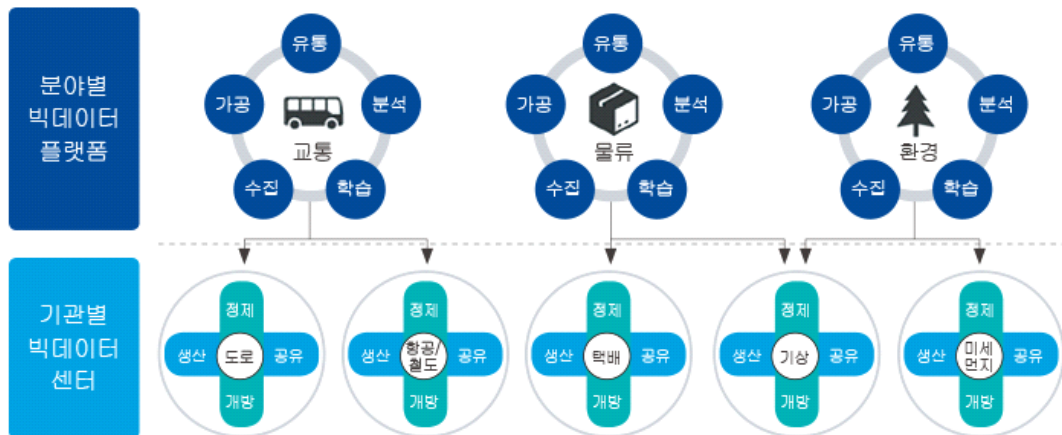 분야별
빅데이터
플랫폼
유통
가공
분석
교통
수집
학습
유통
가공
분석
물류
수집
학습
유통
가공
분석
환경
수집
학습
기관별
빅데이터
센터
정제
생산
도로
공유
개방
정제
생산
항공/
철도
공유
개방
정제
생산
택배
공유
개방
정제
생산
기상
공유
개방
정제
생산
미세
먼지
공유
개방